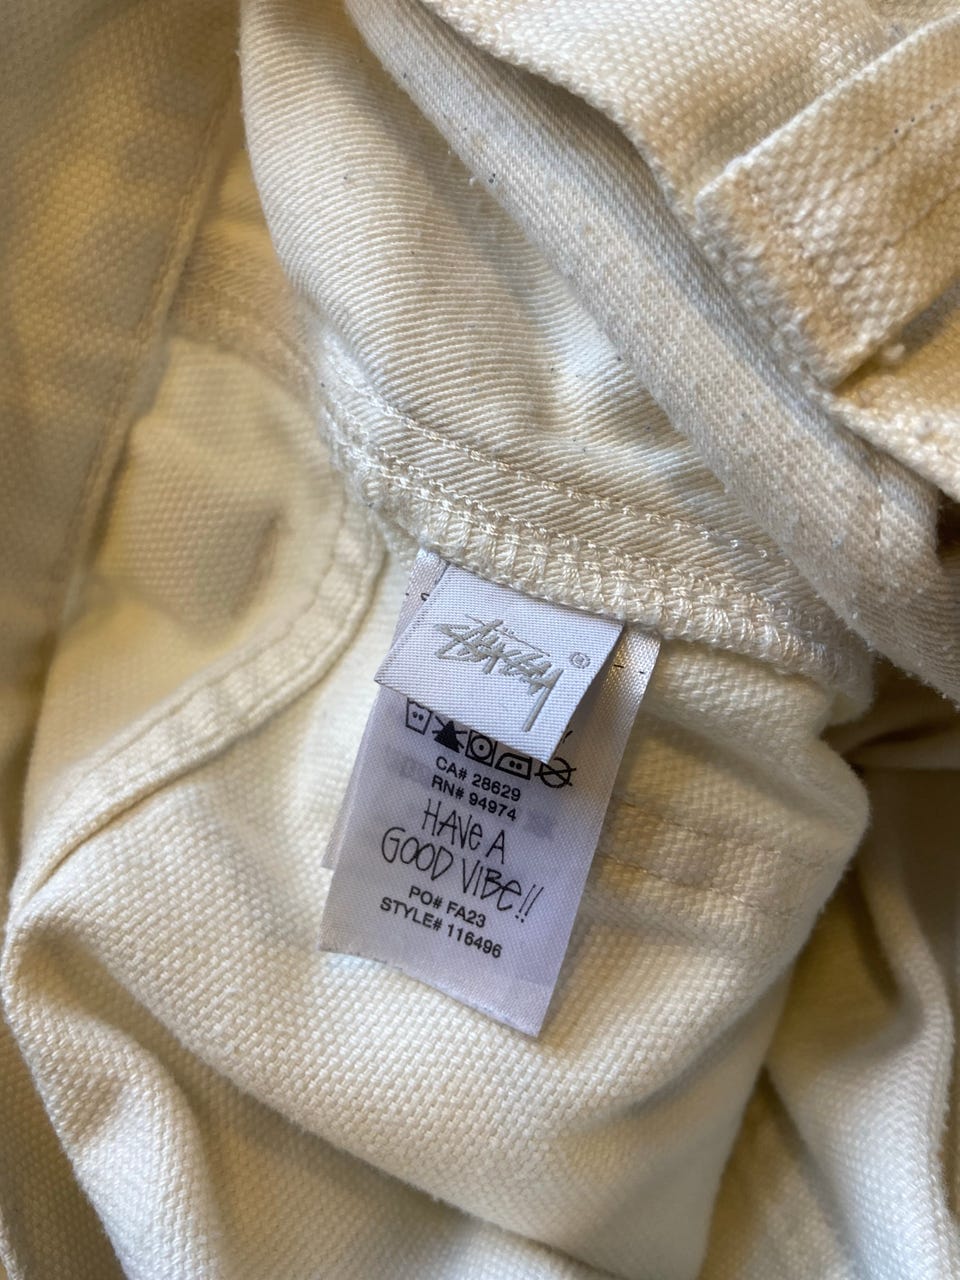 Stüssy ®
CA# 28629
RN# 94974
HAVE A
GOOD VIBE!!
PO# FA23
STYLE# 116496